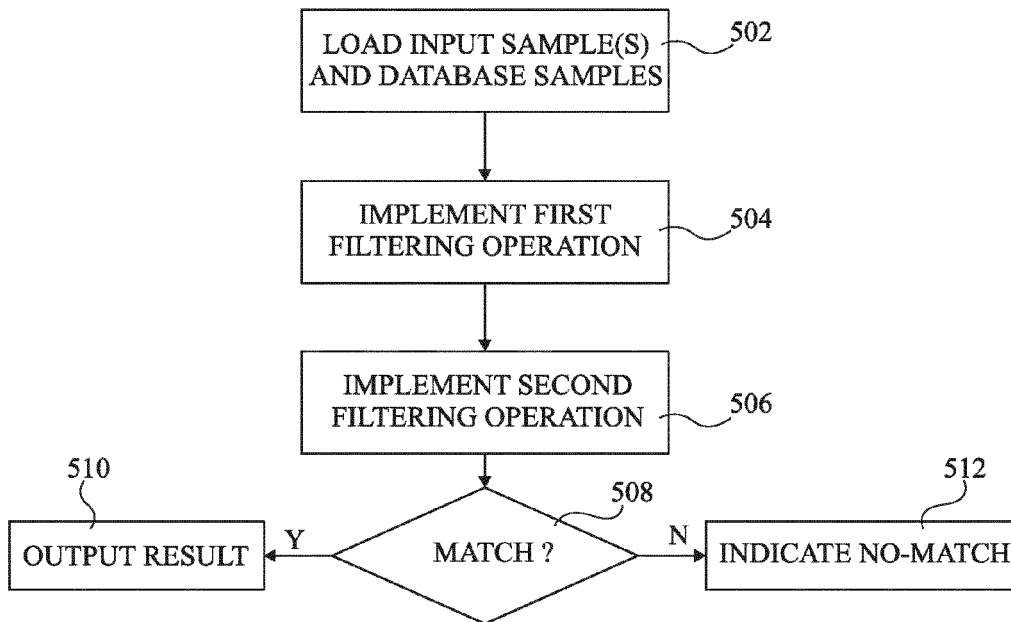 LOAD INPUT SAMPLE(S)
AND DATABASE SAMPLES
502
IMPLEMENT FIRST
FILTERING OPERATION
504
IMPLEMENT SECOND
FILTERING OPERATION
506
510
508
512
OUTPUT RESULT
Y
MATCH ?
N
INDICATE NO-MATCH